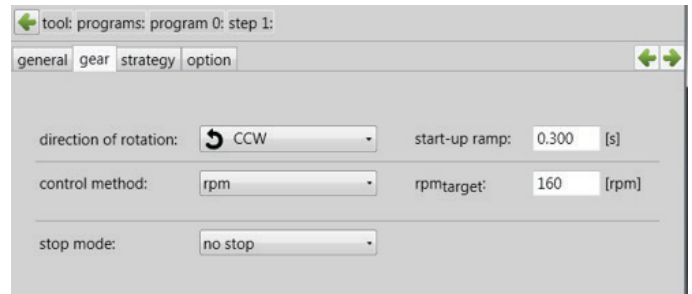 tool: programs: program 0: step 1:
general gear strategy option
direction of rotation: CCW start-up ramp: 0.300 [s]
control method: rpm rpmtarget: 160 [rpm]
stop mode: no stop